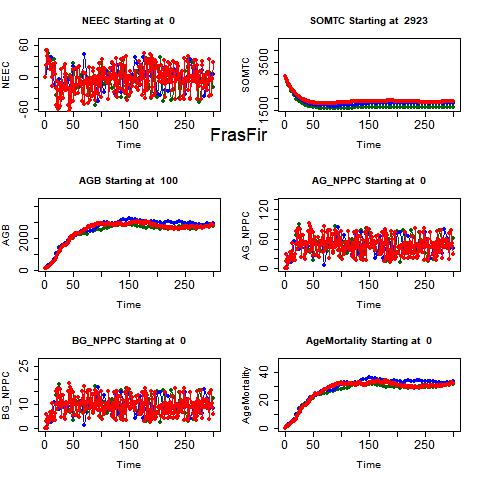 NEEC Starting at 0
SOMTC Starting at 2923
NEEC
-60
0
60
0 50 150 250
Time
SOMTC
1500
3500
0 50 150 250
Time
FrasFir
AGB Starting at 100
AG_NPPC Starting at 0
AGB
0
2000
0 50 150 250
Time
AG_NPPC
0
60
120
0 50 150 250
Time
BG_NPPC Starting at 0
AgeMortality Starting at 0
BG_NPPC
0
10
25
0 50 150 250
Time
AgeMortality
0
20
40
0 50 150 250
Time